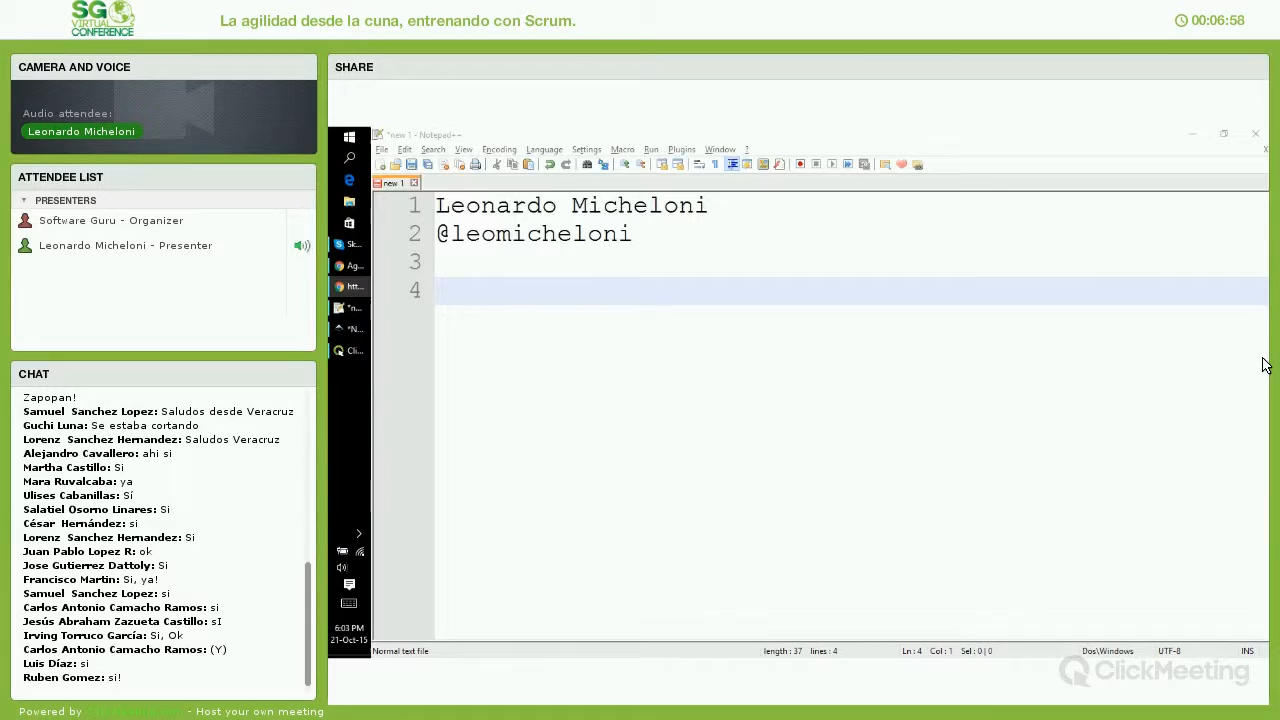 SG
VIRTUAL
CONFERENCE
La agilidad desde la cuna, entrenando con Scrum.
00:06:58
CAMERA AND VOICE
Audio attendee:
Leonardo Micheloni
ATTENDEE LIST
PRESENTERS
Software Guru - Organizer
Leonardo Micheloni - Presenter
CHAT
Zapopan!
Samuel Sanchez Lopez: Saludos desde Veracruz
Guchi Luna: Se estaba cortando
Lorenz Sanchez Hernandez: Saludos Veracruz
Alejandro Cavallero: ahi si
Martha Castillo: Si
Mara Ruvalcaba: ya
Ulises Cabanillas: Sí
Salatiel Osorno Linares: Si
César Hernández: si
Lorenz Sanchez Hernandez: Si
Juan Pablo Lopez R: ok
Jose Gutierrez Dattoly: Si
Francisco Martin: Si, ya!
Samuel Sanchez Lopez: si
Carlos Antonio Camacho Ramos: si
Jesús Abraham Zazueta Castillo: sI
Irving Torruco García: Si, Ok
Carlos Antonio Camacho Ramos: (Y)
Luis Díaz: si
Ruben Gomez: si!
Powered by - Host your own meeting
SHARE
*new 1 - Notepad++
File Edit Search View Encoding Language Settings Macro Run Plugins Window ?
X
new 1
1 Leonardo Micheloni
2 @leomicheloni
3
4
Sk...
Ag...
htt...
*n...
*N...
Cli...
6:03 PM
21-Oct-15
Normal text file
length : 37 lines : 4
Ln : 4 Col : 1 Sel : 0 | 0
Dos\Windows
UTF-8
INS
ClickMeeting